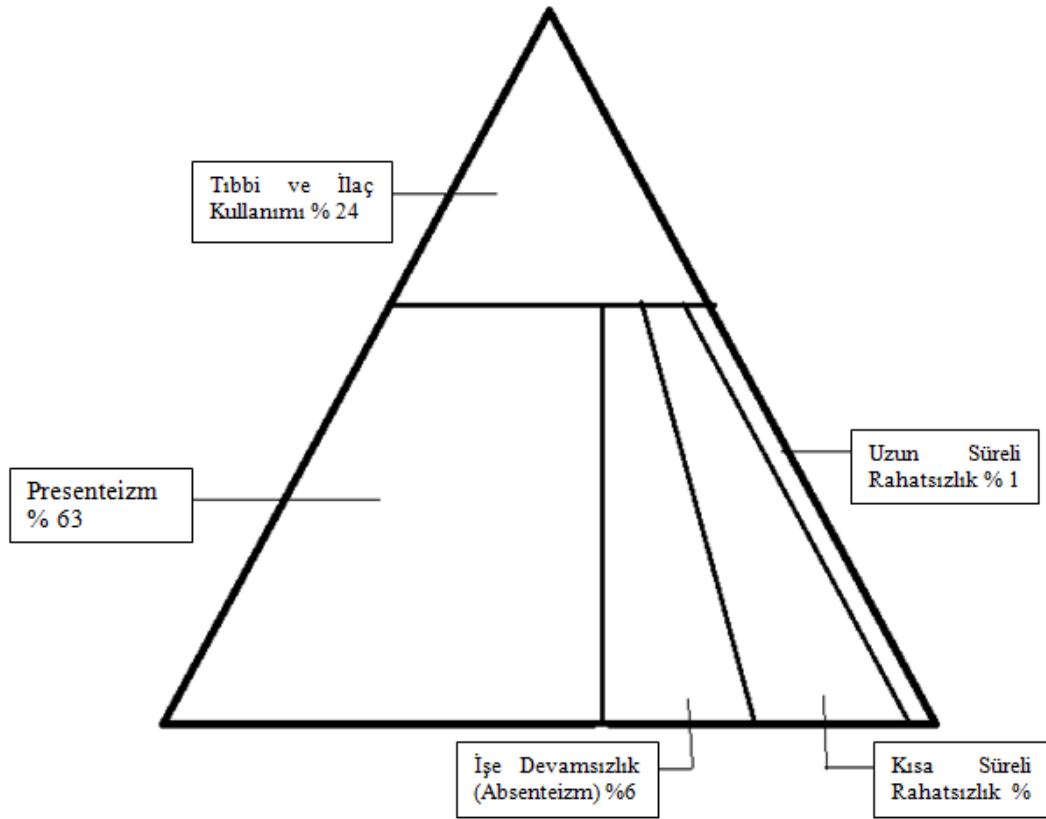 Tıbbi ve İlaç
Kullanımı % 24
Presenteizm
% 63
Uzun Süreli
Rahatsızlık % 1
İşe Devamsızlık
(Absenteizm) %6
Kısa Süreli
Rahatsızlık %